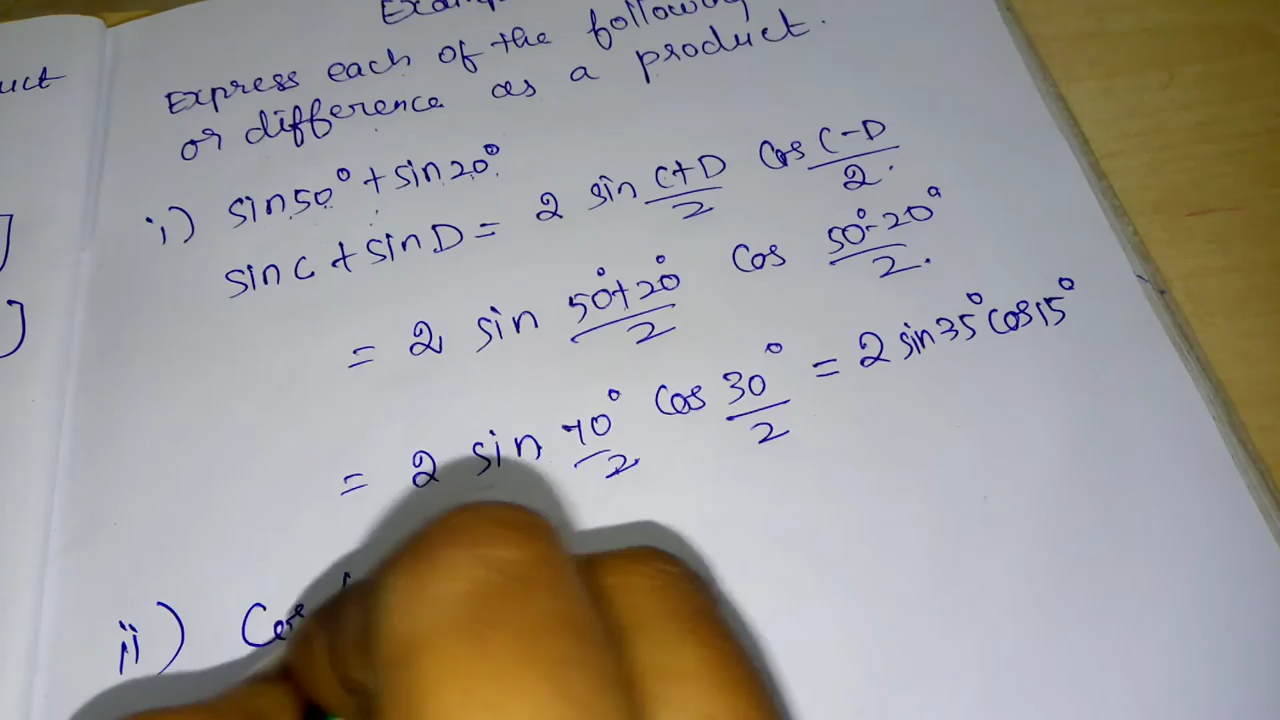 Express each of the following
or difference as a product.
i) sin50° + sin20°
sinC + sinD = 2 sin C+D/2 cos C-D/2.
= 2 sin 50°+20°/2 cos 50°-20°/2.
= 2 sin 70°/2 cos 30°/2 = 2 sin35° cos15°
ii) Cos